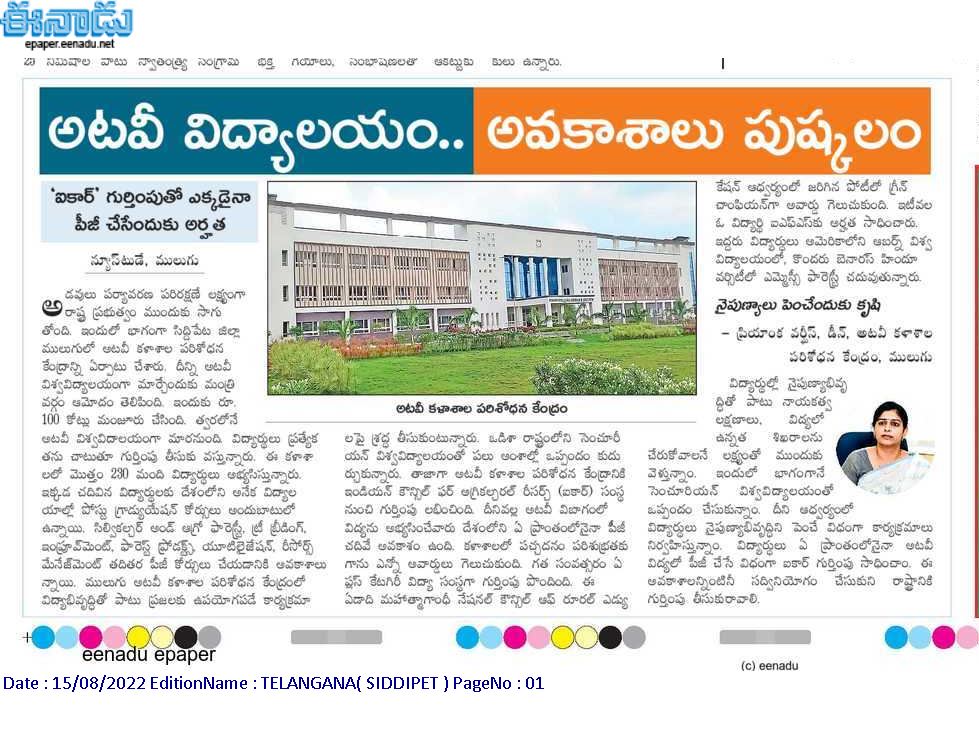 ఈనాడు
epaper.eenadu.net
నిమిషాల పాటు స్వాతంత్ర్య సంగ్రామ భక్తి గేయాలు, సంభాషణలతో ఆకట్టుకు న్నారు.
అటవీ విద్యాలయం.. అవకాశాలు పుష్కలం
‘ఐకార్’ గుర్తింపుతో ఎక్కడైనా
పీజీ చేసేందుకు అర్హత
న్యూస్‌టుడే, ములుగు
అడవులు పర్యావరణ పరిరక్షణే లక్ష్యంగా
రాష్ట్ర ప్రభుత్వం ముందుకు సాగు
తోంది. ఇందులో భాగంగా సిద్దిపేట జిల్లా
ములుగులో అటవీ కళాశాల పరిశోధన
కేంద్రాన్ని ఏర్పాటు చేశారు. దీన్ని అటవీ
విశ్వవిద్యాలయంగా మార్చేందుకు మంత్రి
వర్గం ఆమోదం తెలిపింది. ఇందుకు రూ.
100 కోట్లు మంజూరు చేసింది. త్వరలోనే
అటవీ విశ్వవిదాలయంగా మారనుంది. విద్యార్థులు ప్రత్యేక
తను చాటుతూ గుర్తింపు తీసుకు వస్తున్నారు. ఈ కళాశా
లలో మొత్తం 230 మంది విద్యార్థులు అభ్యసిస్తున్నారు.
ఇక్కడ చదివిన విద్యార్థులకు దేశంలోని అనేక విద్యాల
యాల్లో పోస్టు గ్రాడ్యుయేషన్ కోర్సులు అందుబాటులో
ఉన్నాయి. సిల్వికల్చర్ అండ్ ఆగ్రో ఫారెస్ట్రీ, ట్రీ బ్రీడింగ్,
ఇంప్రూవ్‌మెంట్, ఫారెస్ట్ ప్రోడక్ట్స్ యూటిలైజేషన్, రీసోర్స్
మేనేజ్‌మెంట్ తదితర పీజీ కోర్సులు చేయడానికి అవకాశాలు
న్నాయి. ములుగు అటవీ కళాశాల పరిశోధన కేంద్రంలో
విద్యాభివృద్ధితో పాటు ప్రజలకు ఉపయోగపడే కార్యక్రమా
అటవీ కళాశాల పరిశోధన కేంద్రం
లపై శ్రద్ధ తీసుకుంటున్నారు. ఒడిశా రాష్ట్రంలోని సెంచూరి
యన్ విశ్వవిద్యాలయంతో పలు అంశాల్లో ఒప్పందం కుదు
ర్చుకున్నారు. తాజాగా అటవీ కళాశాల పరిశోధన కేంద్రానికి
ఇండియన్ కౌన్సిల్ ఫర్ అగ్రికల్చరల్ రీసర్చ్ (ఐకార్) సంస్థ
నుంచి గుర్తింపు లభించింది. దీనివల్ల అటవీ విభాగంలో
విద్యను అభ్యసించేవారు దేశంలోని ఏ ప్రాంతంలోనైనా పీజీ
చదివే అవకాశం ఉంది. కళాశాలలో పచ్చదనం పరిశుభ్రతకు
గాను ఎన్నో అవార్డులు గెలుచుకుంది. గత సంవత్సరం ఏ
ప్లస్ కేటగిరీ విద్యా సంస్థగా గుర్తింపు పొందింది. ఈ
ఏడాది మహాత్మాగాంధీ నేషనల్ కౌన్సిల్ ఆఫ్ రూరల్ ఎడ్యు
కేషన్ ఆధ్వర్యంలో జరిగిన పోటీలో గ్రీన్
చాంపియన్‌గా అవార్డు గెలుచుకుంది. ఇటీవల
ఓ విద్యార్థి ఐఎఫ్ఎస్‌కు అర్హత సాధించారు.
ఇద్దరు విద్యార్థులు అమెరికాలోని ఆబర్న్ విశ్వ
విద్యాలయంలో, కొందరు బెనారస్ హిందూ
వర్సిటీలో ఎమ్మెస్సీ ఫారెస్ట్రీ చదువుతున్నారు.
నైపుణ్యాలు పెంచేందుకు కృషి
– ప్రియాంక వర్ఘీస్, డీన్, అటవీ కళాశాల
పరిశోధన కేంద్రం, ములుగు
విద్యార్థుల్లో నైపుణ్యాభివృ
ద్ధితో పాటు నాయకత్వ
లక్షణాలు, విద్యలో
ఉన్నత శిఖరాలను
చేరుకోవాలనే లక్ష్యంతో ముందుకు
వెళ్తున్నాం. ఇందులో భాగంగానే
సెంచూరియన్ విశ్వవిద్యాలయంతో
ఒప్పందం చేసుకున్నాం. దీని ఆధ్వర్యంలో
విద్యార్థులు నైపుణ్యాభివృద్ధిని పెంచే విధంగా కార్యక్రమాలు
నిర్వహిస్తున్నాం. విద్యార్థులు ఏ ప్రాంతంలోనైనా అటవీ
విద్యలో పీజీ చేసే విధంగా ఐకార్ గుర్తింపు సాధించాం. ఈ
అవకాశాలన్నింటినీ సద్వినియోగం చేసుకుని రాష్ట్రానికి
గుర్తింపు తీసుకురావాలి.
eenadu epaper
(c) eenadu
Date : 15/08/2022 EditionName : TELANGANA( SIDDIPET ) PageNo : 01